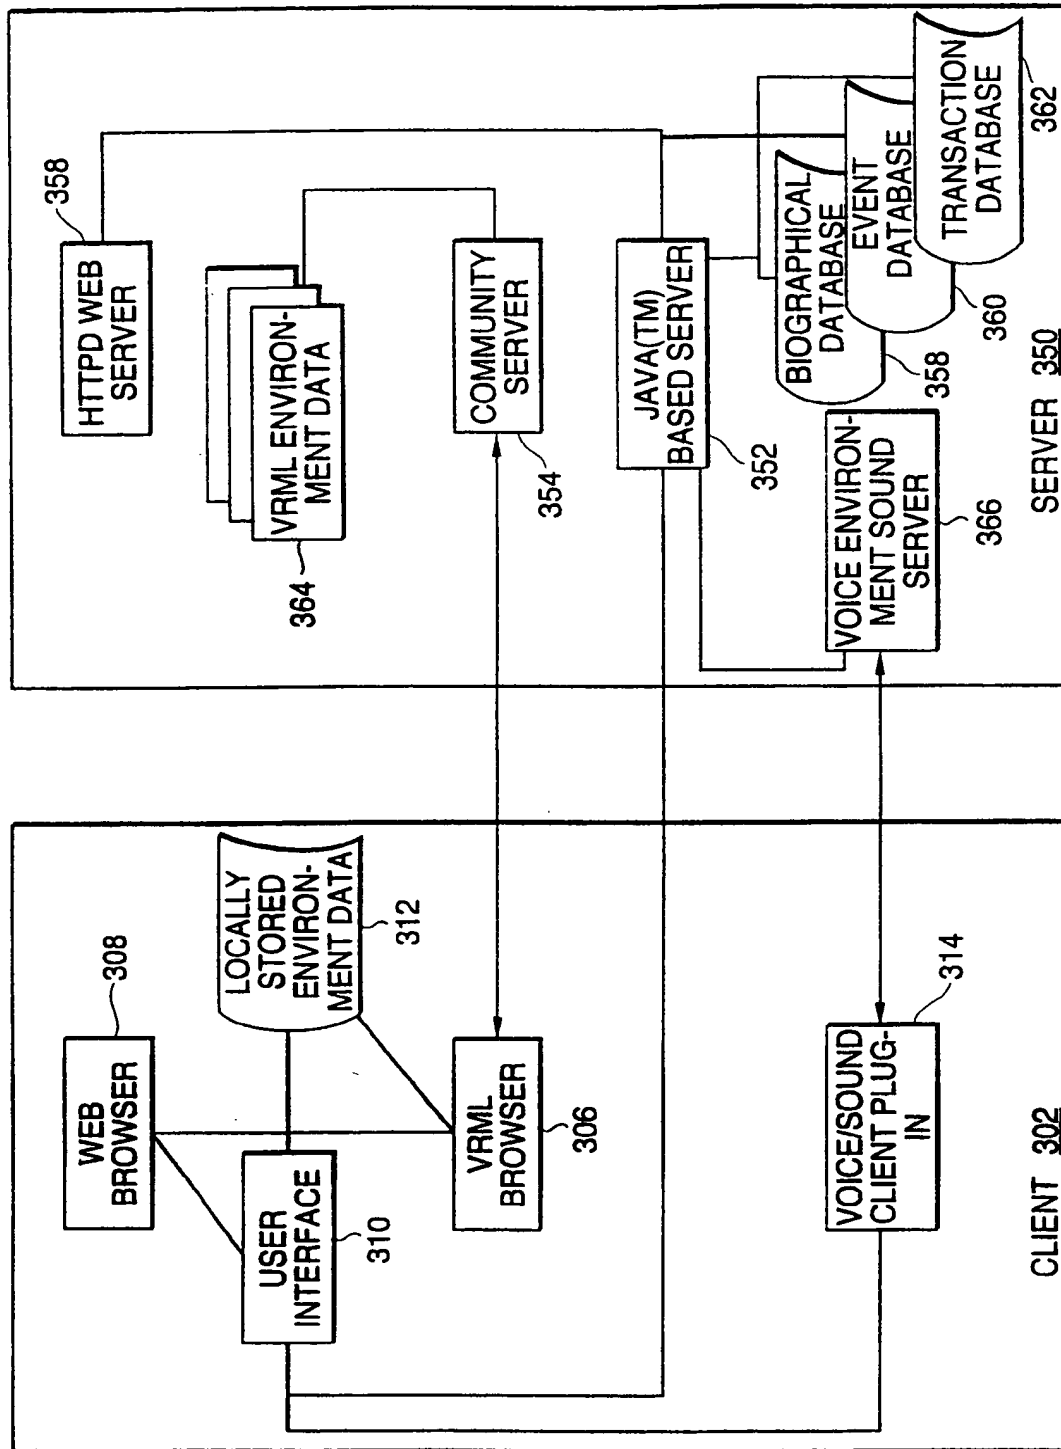 308
WEB
BROWSER
LOCALLY
STORED
ENVIRON-
MENT DATA
312
USER
INTERFACE
310
VRML
BROWSER
306
VOICE/SOUND
CLIENT PLUG-
IN
314
CLIENT 302
358
HTTPD WEB
SERVER
VRML ENVIRON-
MENT DATA
364
COMMUNITY
SERVER
354
JAVA(TM)
BASED SERVER
352
BIOGRAPHICAL
DATABASE
358
EVENT
DATABASE
360
TRANSACTION
DATABASE
362
VOICE ENVIRON-
MENT SOUND
SERVER
366
SERVER 350